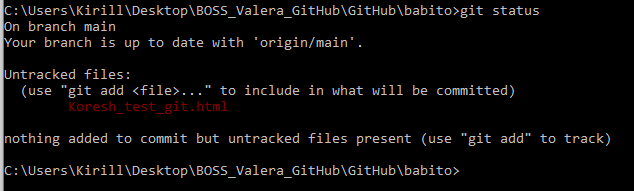 C:\Users\Kirill\Desktop\BOSS_Valera_GitHub\GitHub\babito>git status
On branch main
Your branch is up to date with 'origin/main'.
Untracked files:
(use "git add <file>..." to include in what will be committed)
Koresh_test_git.html
nothing added to commit but untracked files present (use "git add" to track)
C:\Users\Kirill\Desktop\BOSS_Valera_GitHub\GitHub\babito>